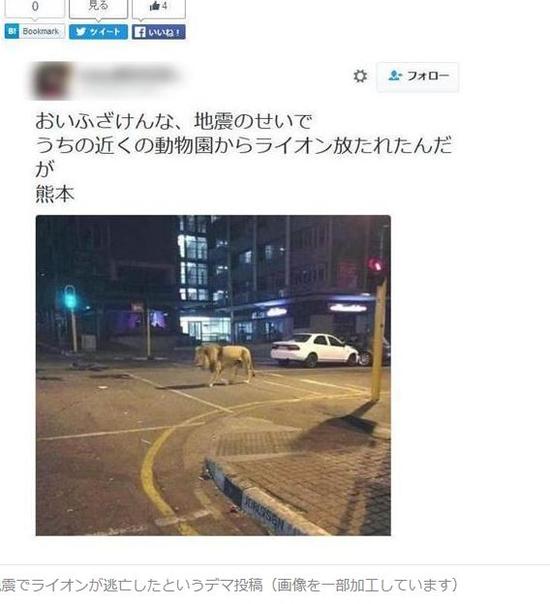 0
見る
4
B! Bookmark
ツイート
いいね!
フォロー
おいふざけんな、地震のせいで
うちの近くの動物園からライオン放たれたんだ
が
熊本
震でライオンが逃亡したというデマ投稿（画像を一部加工しています）